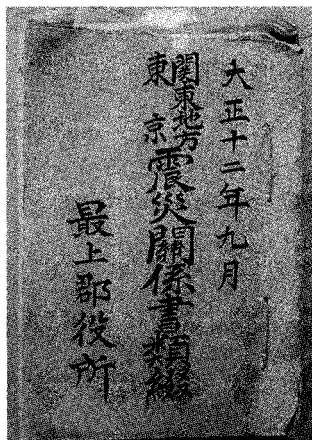 大正十二年九月
関東地方
東京
震災關係書類綴
最上郡役所